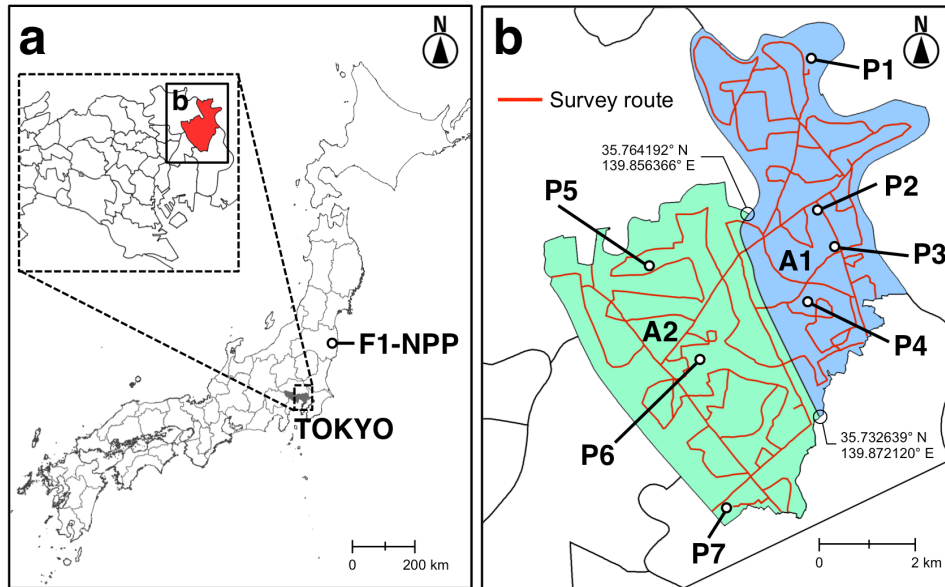 a
N
b
F1-NPP
TOKYO
0 200 km
b
N
Survey route
35.764192° N
139.856366° E
P1
P2
P3
P4
P5
P6
P7
A1
A2
35.732639° N
139.872120° E
0 2 km